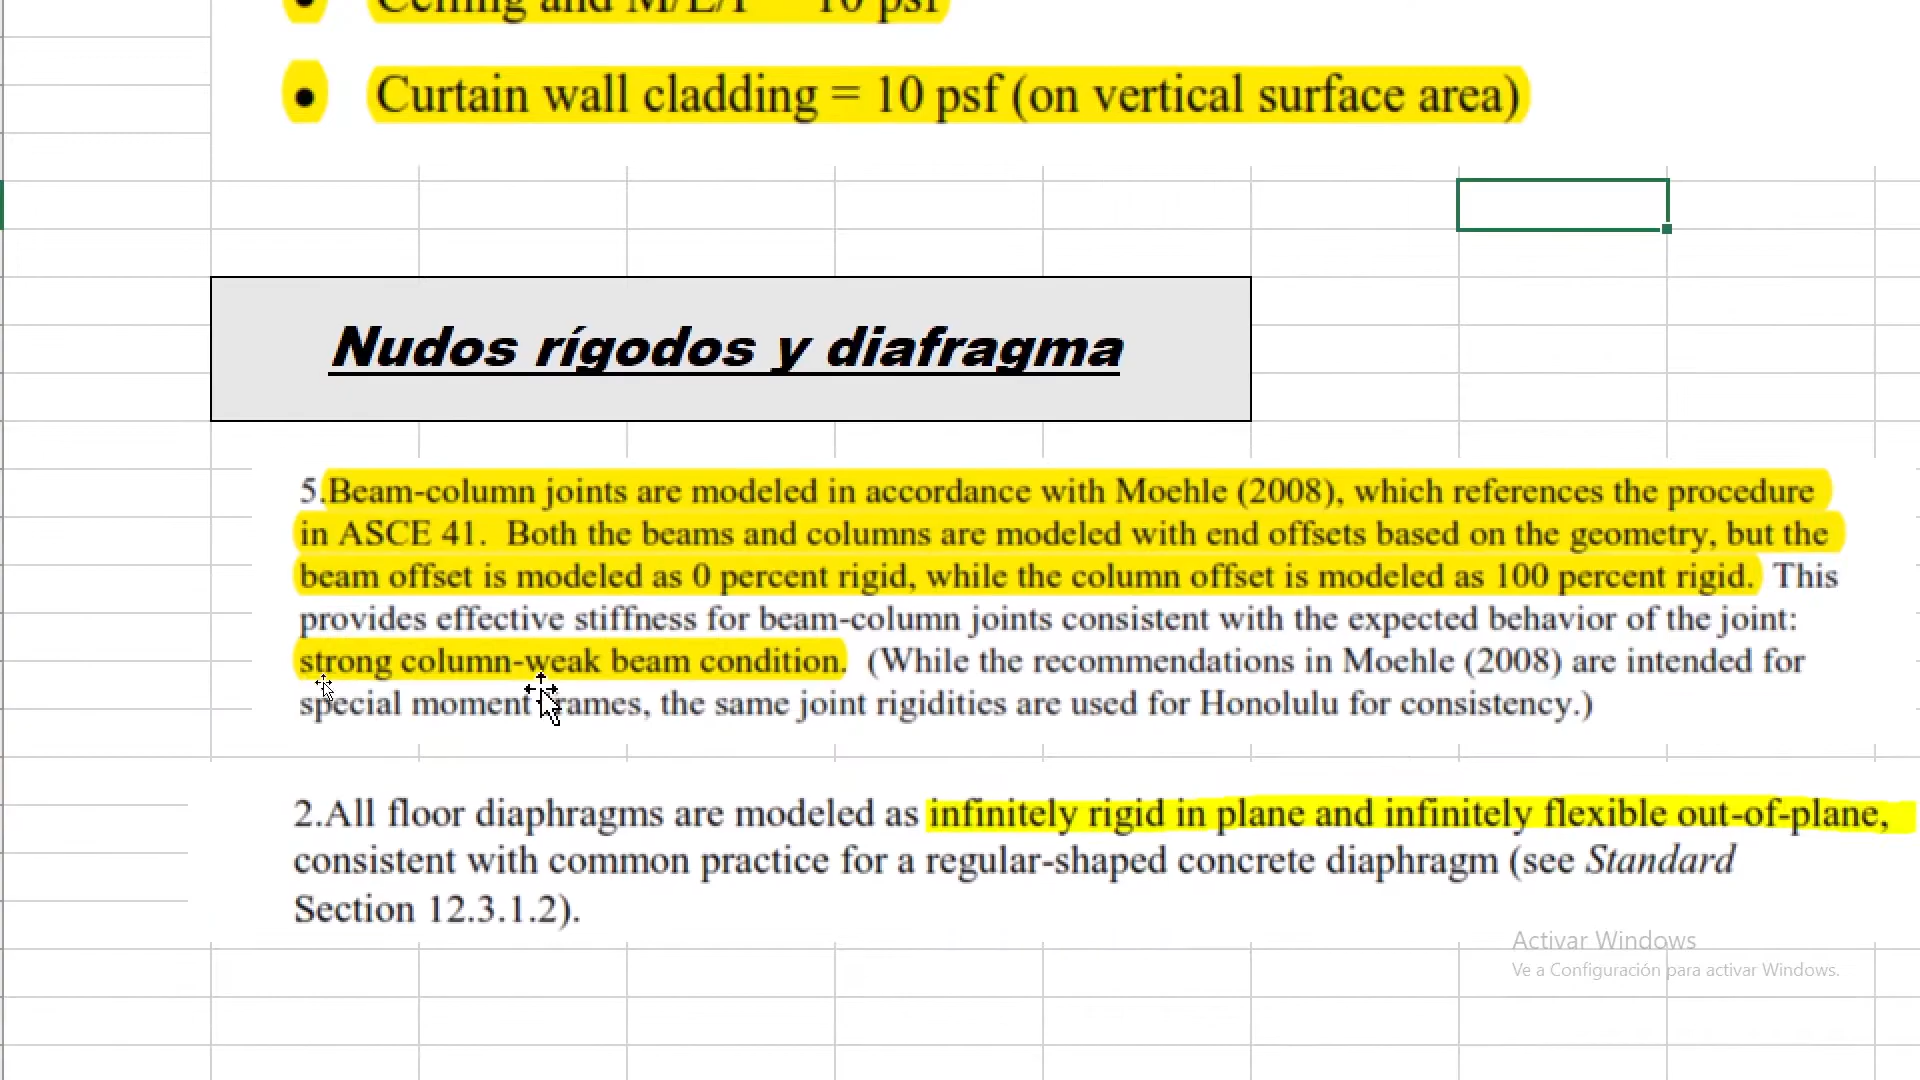 Ceiling and M/E/P = 10 psf
• Curtain wall cladding = 10 psf (on vertical surface area)
Nudos rígodos y diafragma
5.Beam-column joints are modeled in accordance with Moehle (2008), which references the procedure
in ASCE 41.  Both the beams and columns are modeled with end offsets based on the geometry, but the
beam offset is modeled as 0 percent rigid, while the column offset is modeled as 100 percent rigid.  This
provides effective stiffness for beam-column joints consistent with the expected behavior of the joint:
strong column-weak beam condition.  (While the recommendations in Moehle (2008) are intended for
special moment frames, the same joint rigidities are used for Honolulu for consistency.)
2.All floor diaphragms are modeled as infinitely rigid in plane and infinitely flexible out-of-plane,
consistent with common practice for a regular-shaped concrete diaphragm (see Standard
Section 12.3.1.2).
Activar Windows
Ve a Configuración para activar Windows.